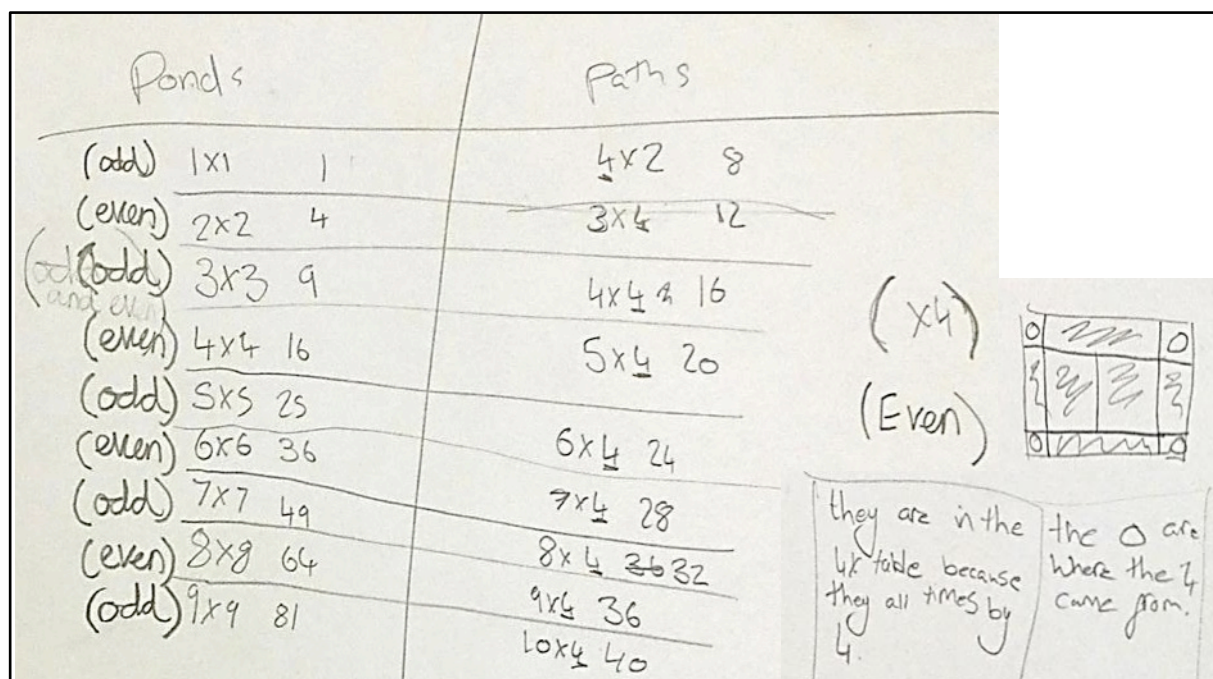 Ponds Paths
(odd) 1x1 1 4x2 8
(even) 2x2 4 3x4 12
(odd) 3x3 9 4x4 16
and even
(even) 4x4 16 5x4 20
(odd) 5x5 25
(even) 6x6 36 6x4 24
(odd) 7x7 49 7x4 28
(even) 8x8 64 8x4 36 32
(odd) 9x9 81 9x4 36
10x4 40
(x4)
(Even)
O O
O O
they are in the
4x table because
they all times by
4.
the O are
where the 4
came from.